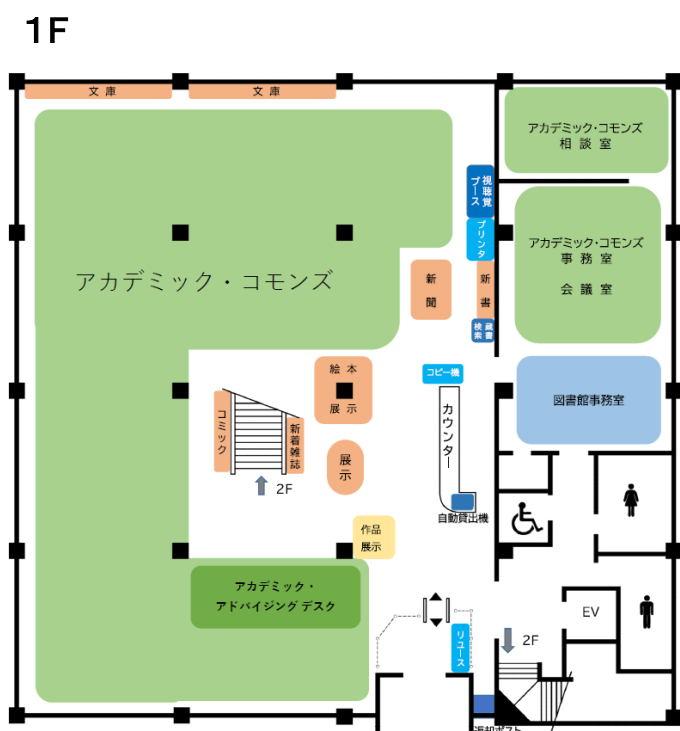 1F
文庫
文庫
アカデミック・コモンズ
相談室
視聴覚
ブース
プリンタ
アカデミック・コモンズ
事務室
会議室
アカデミック・コモンズ
新聞
新書
蔵書
検索
絵本
展示
コピー機
図書館事務室
コミック
新着雑誌
カウンター
展示
2F
自動貸出機
作品
展示
アカデミック・
アドバイジング デスク
EV
リユース
2F
返却ポスト